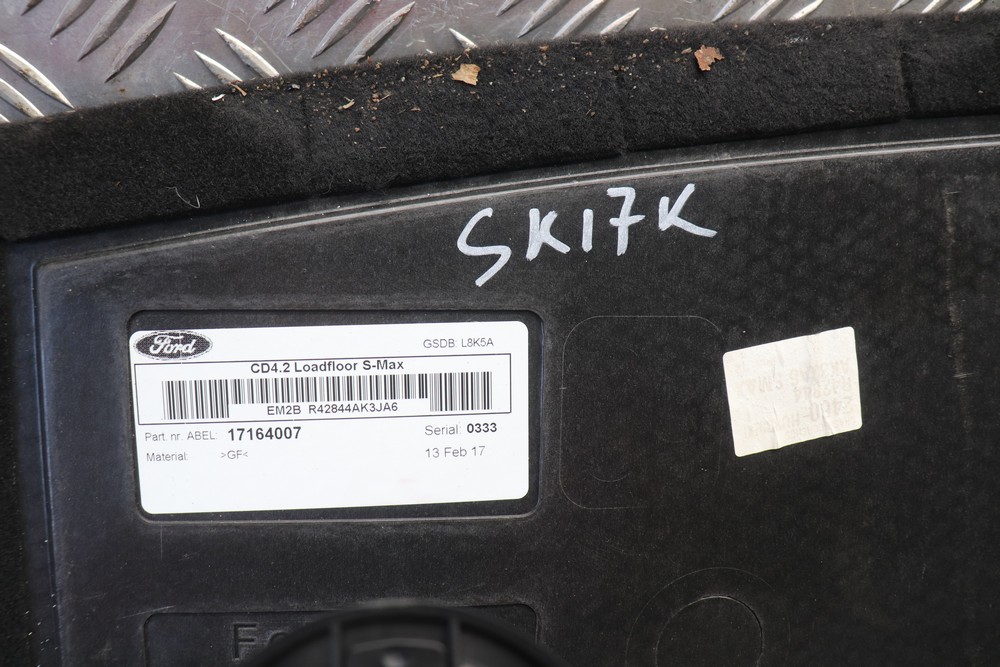 SK17K
Ford
GSDB: L8K5A
CD4.2 Loadfloor S-Max
EM2B R42844AK3JA6
Part. nr. ABEL: 17164007
Serial: 0333
Material: >GF<
13 Feb 17